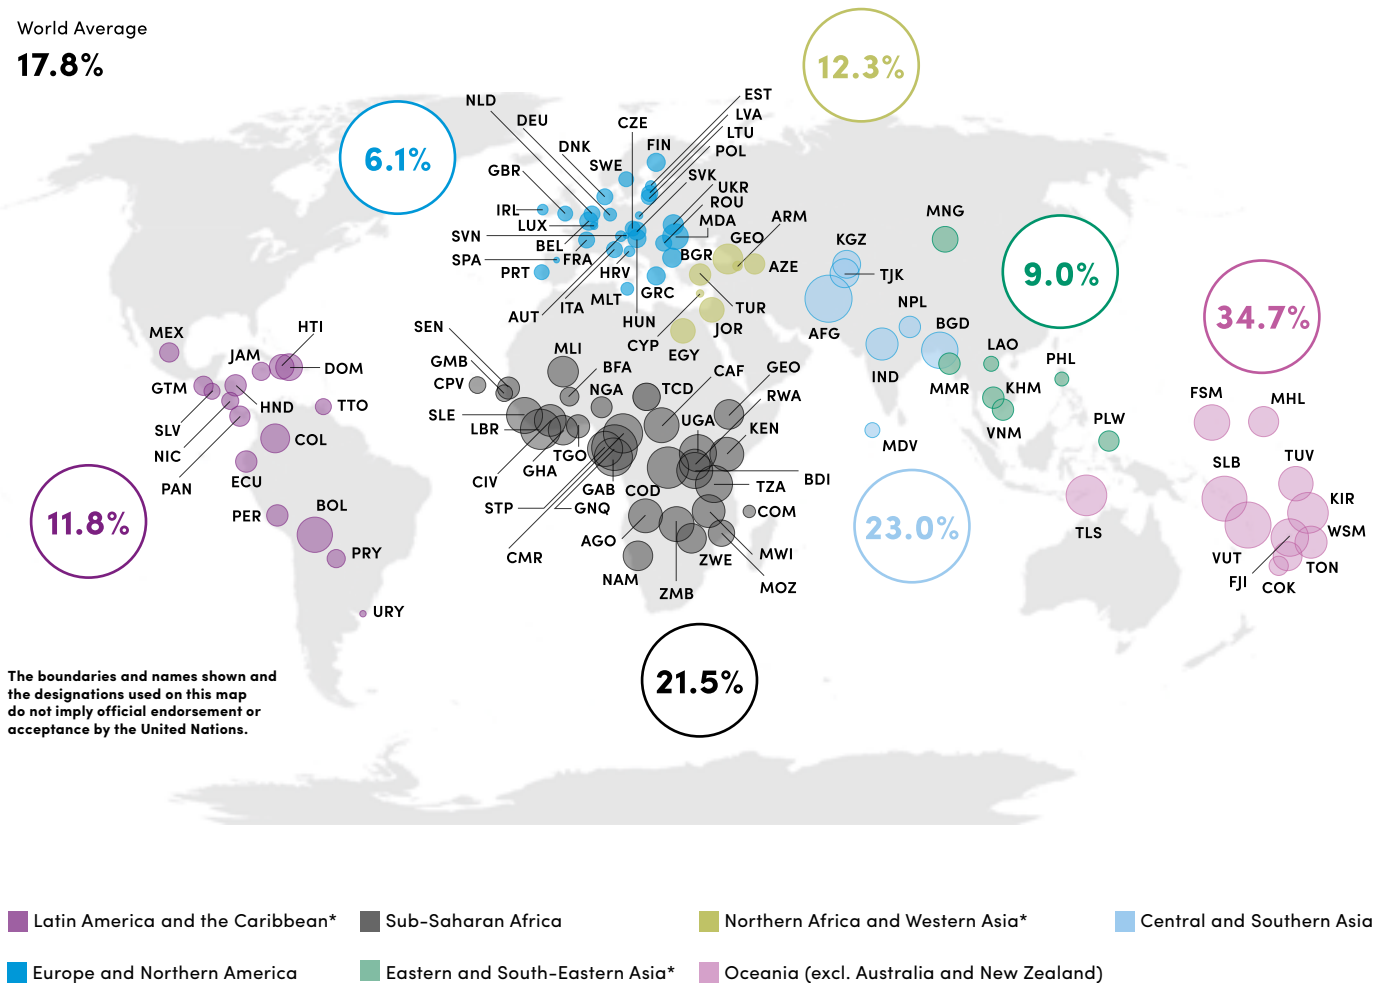 World Average
17.8%
12.3%
6.1%
NLD
DEU
DNK
CZE
EST
LVA
LTU
POL
FIN
SWE
GBR
SVK
UKR
ROU
MDA
ARM
IRL
LUX
SVN
BEL
SPA
FRA
PRT
HRV
BGR
GEO
AZE
ITA
MLT
GRC
AUT
HUN
CYP
TUR
JOR
EGY
MNG
KGZ
TJK
9.0%
NPL
AFG
BGD
IND
MMR
LAO
PHL
KHM
VNM
PLW
MDV
34.7%
MEX
HTI
JAM
DOM
GTM
HND
TTO
SLV
NIC
PAN
COL
ECU
PER
BOL
PRY
URY
11.8%
SEN
GMB
CPV
MLI
BFA
NGA
TCD
CAF
GEO
RWA
SLE
LBR
UGA
KEN
CIV
GHA
TGO
STP
GAB
COD
GNQ
BDI
TZA
COM
CMR
AGO
NAM
ZMB
ZWE
MWI
MOZ
23.0%
FSM
MHL
SLB
TUV
KIR
WSM
TLS
VUT
FJI
COK
TON
21.5%
The boundaries and names shown and
the designations used on this map
do not imply official endorsement or
acceptance by the United Nations.
Latin America and the Caribbean*
Sub-Saharan Africa
Northern Africa and Western Asia*
Central and Southern Asia
Europe and Northern America
Eastern and South-Eastern Asia*
Oceania (excl. Australia and New Zealand)